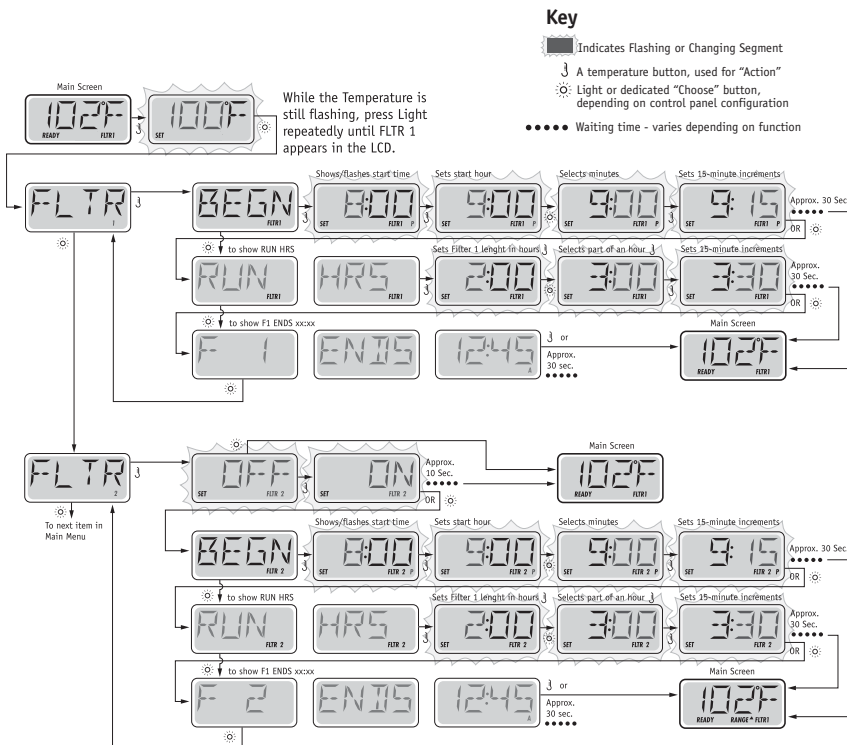 Key
Indicates Flashing or Changing Segment
A temperature button, used for “Action”
Light or dedicated “Choose” button,
depending on control panel configuration
Waiting time - varies depending on function
Main Screen
102°F
READY FLTR1
100°F
SET
While the Temperature is
still flashing, press Light
repeatedly until FLTR 1
appears in the LCD.
FLTR
1
Shows/flashes start time
Sets start hour
Selects minutes
Sets 15-minute increments
BEGN
FLTR1
8:00
SET FLTR1 P
9:00
SET FLTR1 P
9:00
SET FLTR1 P
9:15
SET FLTR1 P
Approx. 30 Sec
OR
to show RUN HRS
Sets Filter 1 lenght in hours
Selects part of an hour
Sets 15-minute increments
RUN
FLTR1
HRS
2:00
SET FLTR1
3:00
SET FLTR1
3:30
SET FLTR1
Approx.
30 Sec.
OR
to show F1 ENDS xx:xx
F 1
ENDS
12:45
A
or
Approx.
30 sec.
Main Screen
102°F
READY FLTR1
FLTR
2
To next item in
Main Menu
OFF
SET FLTR 2
ON
SET FLTR 2
Approx.
10 Sec.
OR
Main Screen
102°F
READY FLTR1
Shows/flashes start time
Sets start hour
Selects minutes
Sets 15-minute increments
BEGN
FLTR 2
8:00
SET FLTR 2 P
9:00
SET FLTR 2 P
9:00
SET FLTR 2 P
9:15
SET FLTR 2 P
Approx. 30 Sec.
OR
to show RUN HRS
Sets Filter 1 lenght in hours
Selects part of an hour
Sets 15-minute increments
RUN
FLTR 2
HRS
2:00
SET FLTR 2
3:00
SET FLTR 2
3:30
SET FLTR 2
Approx.
30 Sec.
OR
to show F1 ENDS xx:xx
F 2
ENDS
12:45
A
or
Approx.
30 sec.
Main Screen
102°F
READY RANGE FLTR1